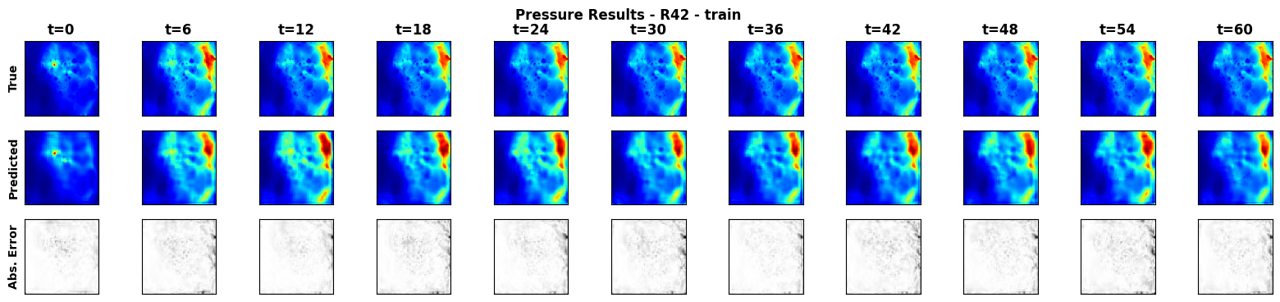 Pressure Results - R42 - train
t=0 t=6 t=12 t=18 t=24 t=30 t=36 t=42 t=48 t=54 t=60
True
Predicted
Abs. Error